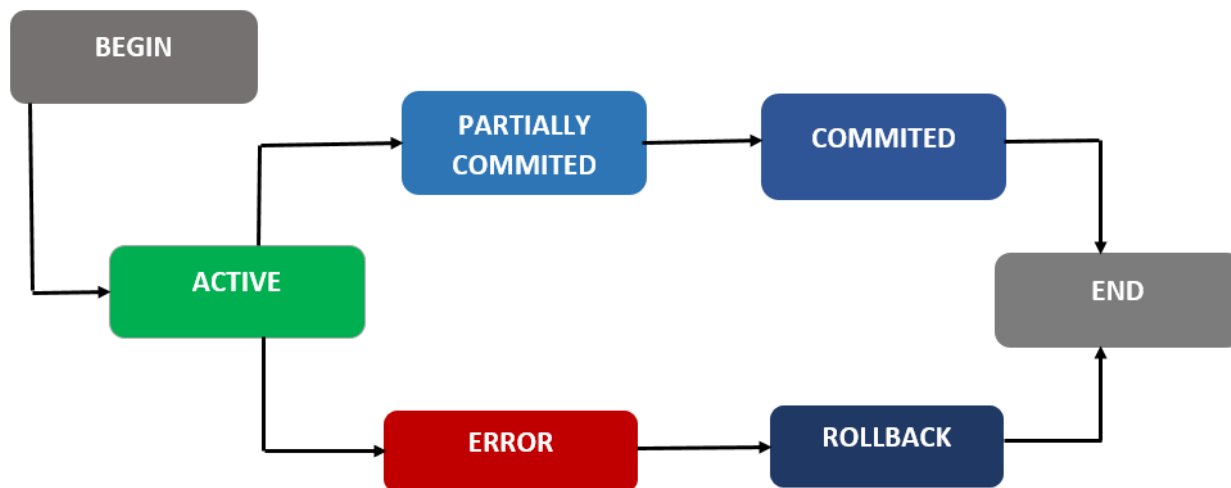 BEGIN
PARTIALLY
COMMITED
COMMITED
ACTIVE
END
ERROR
ROLLBACK